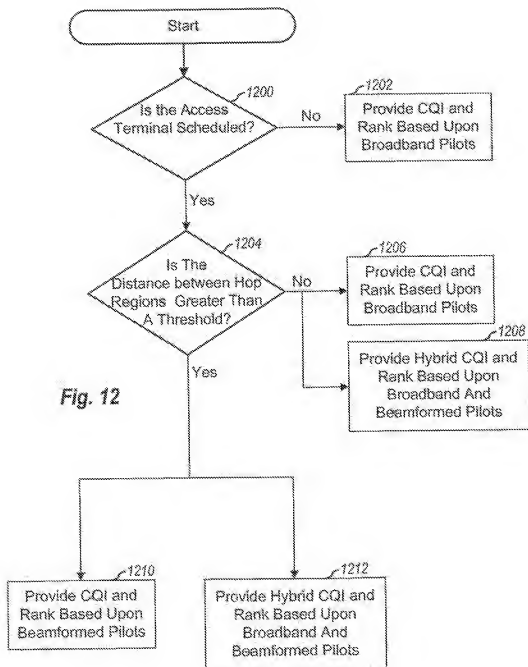 Start
1200
Is the Access
Terminal Scheduled?
No
1202
Provide CQI and
Rank Based Upon
Broadband Pilots
Yes
1204
Is The
Distance between Hop
Regions Greater Than
A Threshold?
No
1206
Provide CQI and
Rank Based Upon
Broadband Pilots
1208
Provide Hybrid CQI and
Rank Based Upon
Broadband And
Beamformed Pilots
Yes
Fig. 12
1210
Provide CQI and
Rank Based Upon
Beamformed Pilots
1212
Provide Hybrid CQI and
Rank Based Upon
Broadband And
Beamformed Pilots